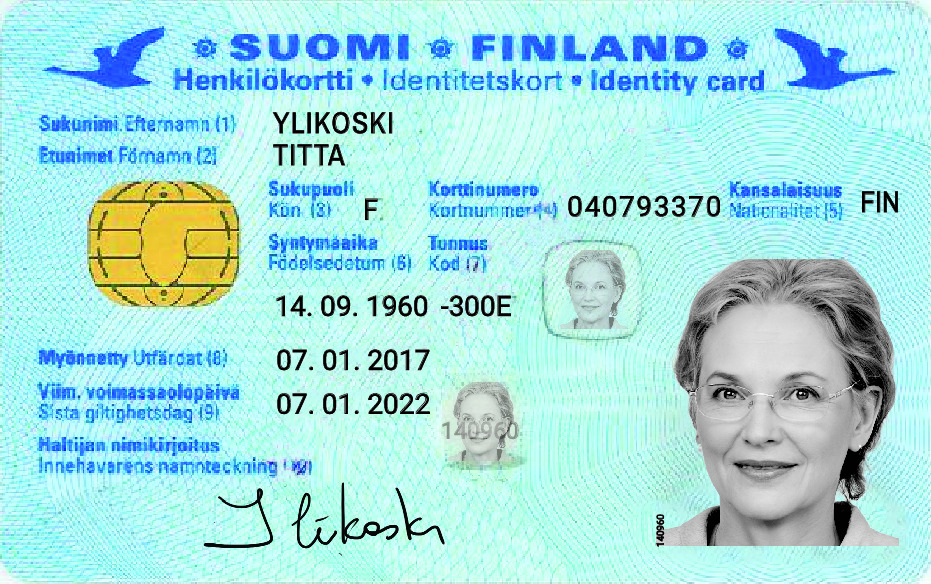 SUOMI FINLAND
Henkilökortti • Identitetskort • Identity card
Sukunimi Efternamn (1) YLIKOSKI
Etunimet Förnamn (2) TITTA
Sukupuoli Korttinumero Kansalaisuus
Kön (3) F Kortnummer (4) 040793370 Nationalitet (5) FIN
Syntymäaika Tunnus
Födelsedetum (6) Kod (7)
14. 09. 1960 -300E
Myönnetty Utfärdat (8) 07. 01. 2017
Viim. voimassaolopäivä
Sista giltighetsdag (9) 07. 01. 2022
140960
Haltijan nimikirjoitus
Innehavarens namnteckning
Ylikoski
140960